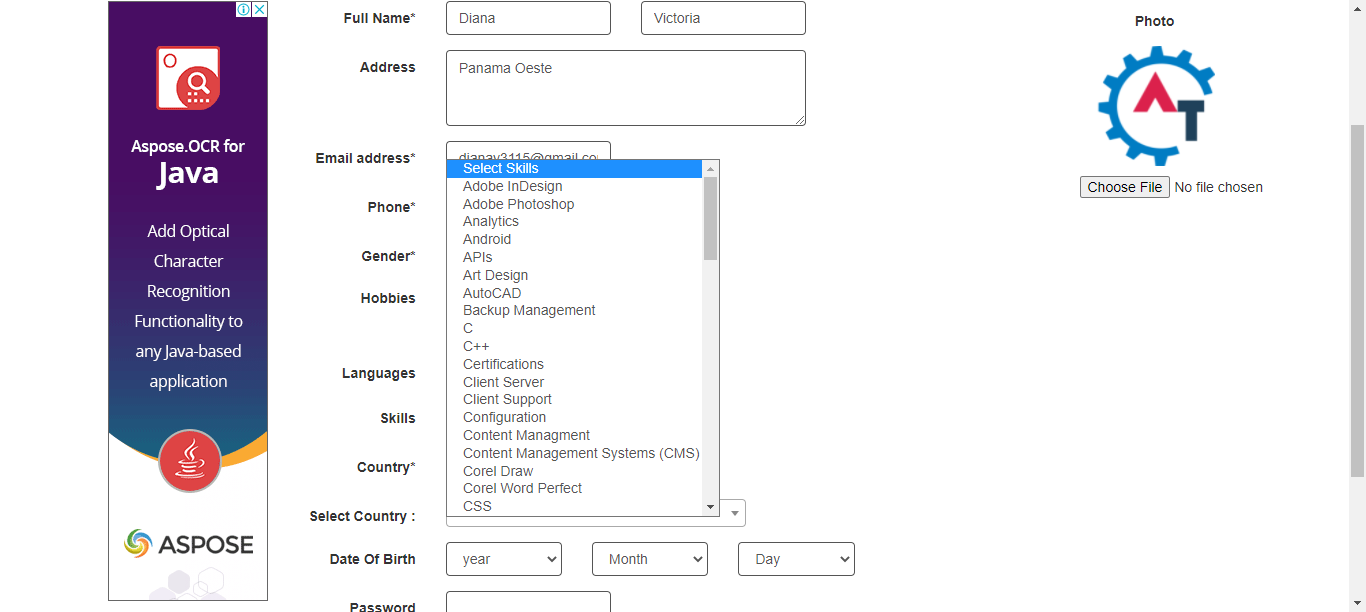 Aspose.OCR for
Java
Add Optical
Character
Recognition
Functionality to
any Java-based
application
Java
ASPOSE
Full Name* Diana Victoria
Address Panama Oeste
Email address*
Phone*
Gender*
Hobbies
Languages
Skills
Country*
Select Country :
Select Skills
Adobe InDesign
Adobe Photoshop
Analytics
Android
APIs
Art Design
AutoCAD
Backup Management
C
C++
Certifications
Client Server
Client Support
Configuration
Content Managment
Content Management Systems (CMS)
Corel Draw
Corel Word Perfect
CSS
Date Of Birth year Month Day
Password
Photo
AT
Choose File No file chosen